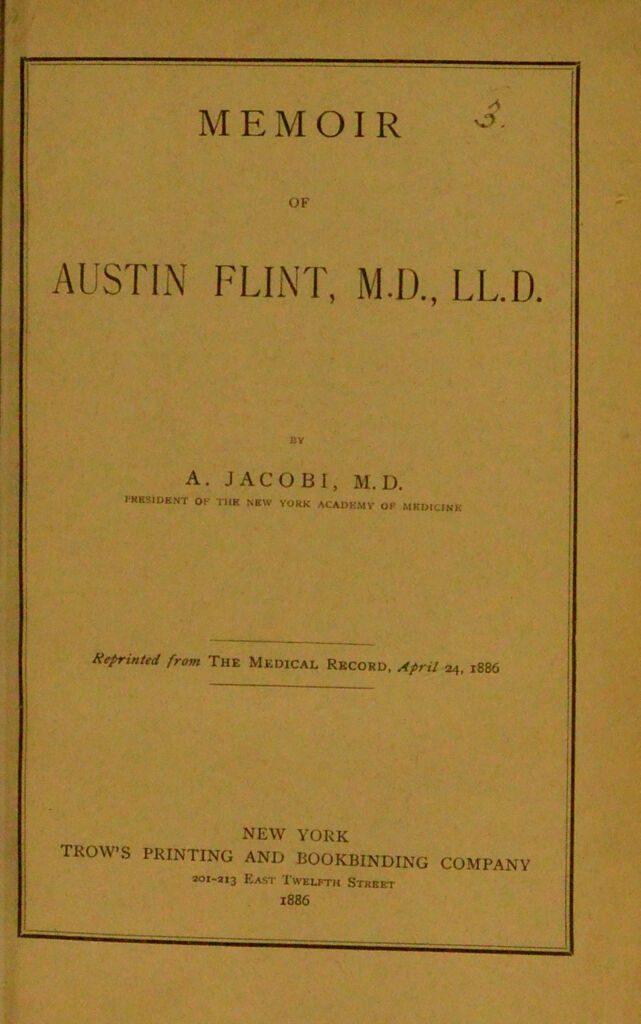 MEMOIR
3.
OF
AUSTIN FLINT, M.D., LL.D.
BY
A. JACOBI, M.D.
PRESIDENT OF THE NEW YORK ACADEMY OF MEDICINE
Reprinted from THE MEDICAL RECORD, April 24, 1886
NEW YORK
TROW'S PRINTING AND BOOKBINDING COMPANY
201-213 EAST TWELFTH STREET
1886